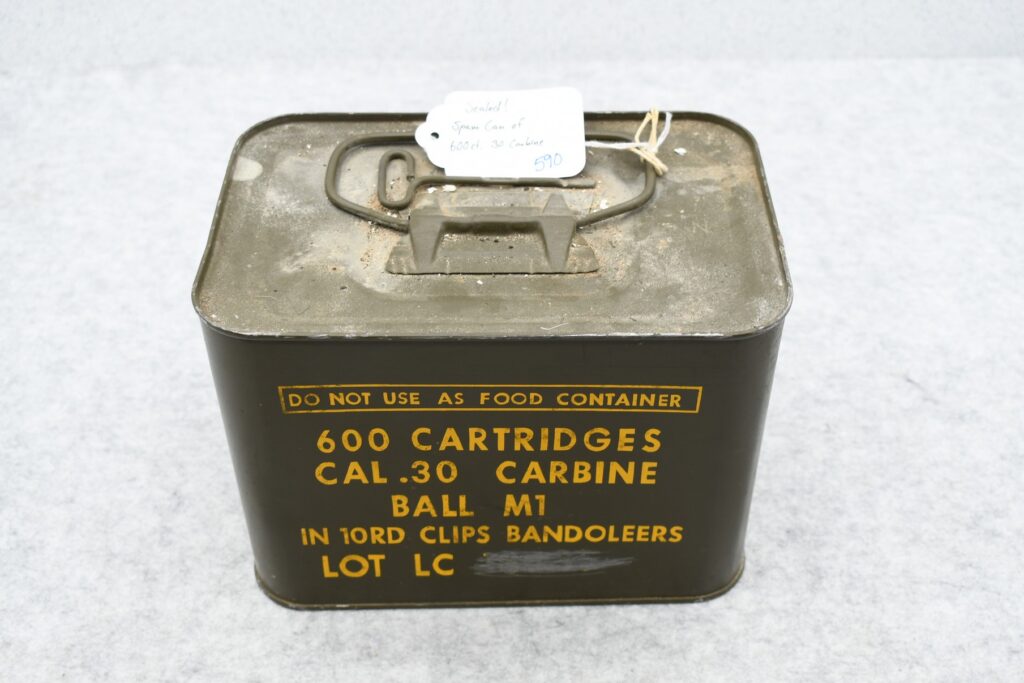 Sealed!
Spam Can of
600ct. .30 Carbine
590
DO NOT USE AS FOOD CONTAINER
600 CARTRIDGES
CAL .30 CARBINE
BALL M1
IN 10RD CLIPS BANDOLEERS
LOT LC